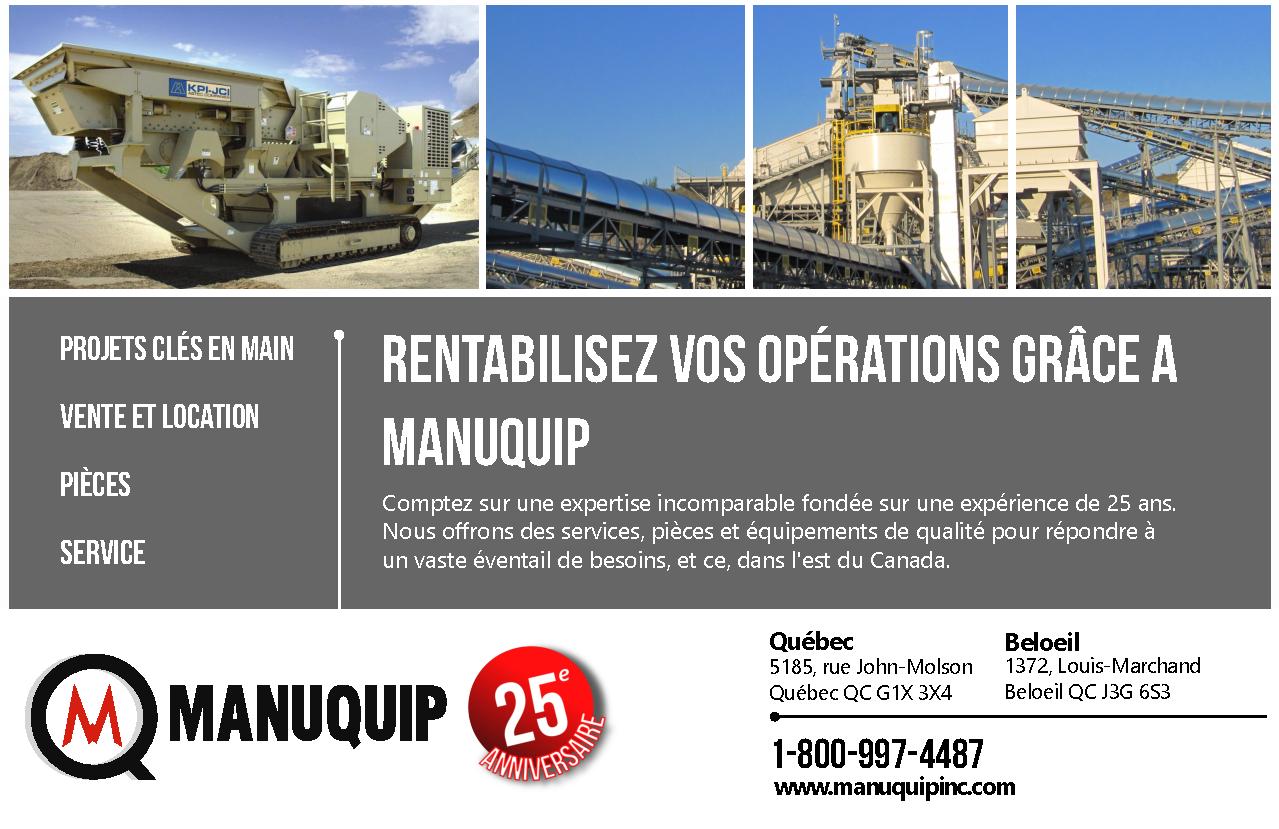 KPI-JCI
PROJETS CLÉS EN MAIN
VENTE ET LOCATION
PIÈCES
SERVICE
RENTABILISEZ VOS OPÉRATIONS GRÂCE A
MANUQUIP
Comptez sur une expertise incomparable fondée sur une expérience de 25 ans.
Nous offrons des services, pièces et équipements de qualité pour répondre à
un vaste éventail de besoins, et ce, dans l'est du Canada.
M MANUQUIP
25e
ANNIVERSAIRE
Québec
5185, rue John-Molson
Québec QC G1X 3X4
Beloeil
1372, Louis-Marchand
Beloeil QC J3G 6S3
1-800-997-4487
www.manuquipinc.com